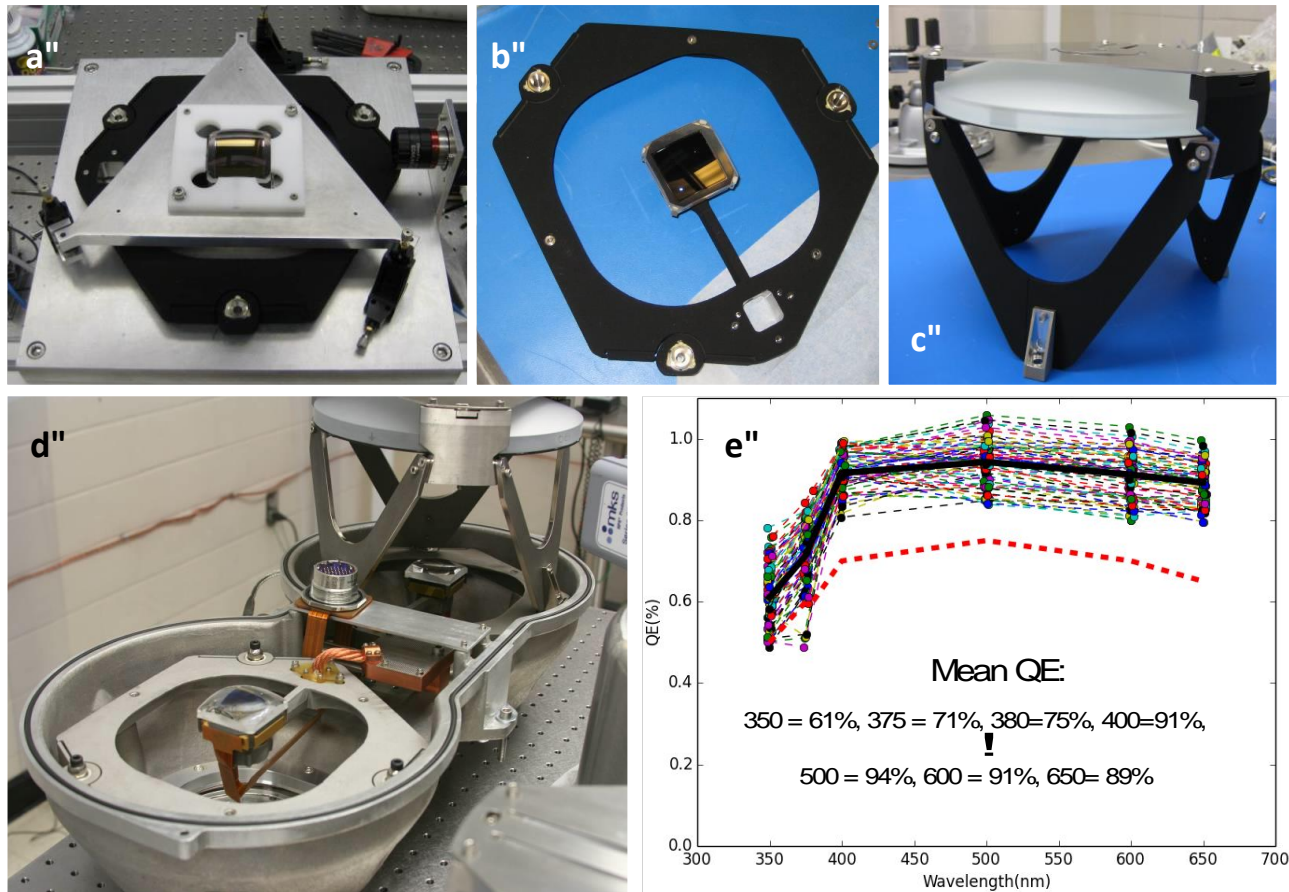 a"
b"
c"
d"
mks
e"
1.0
0.8
0.6
0.4
0.2
0.0
QE(%)
Mean QE:
350 = 61%, 375 = 71%, 380=75%, 400=91%,
!
500 = 94%, 600 = 91%, 650= 89%
300 350 400 450 500 550 600 650 700
Wavelength(nm)